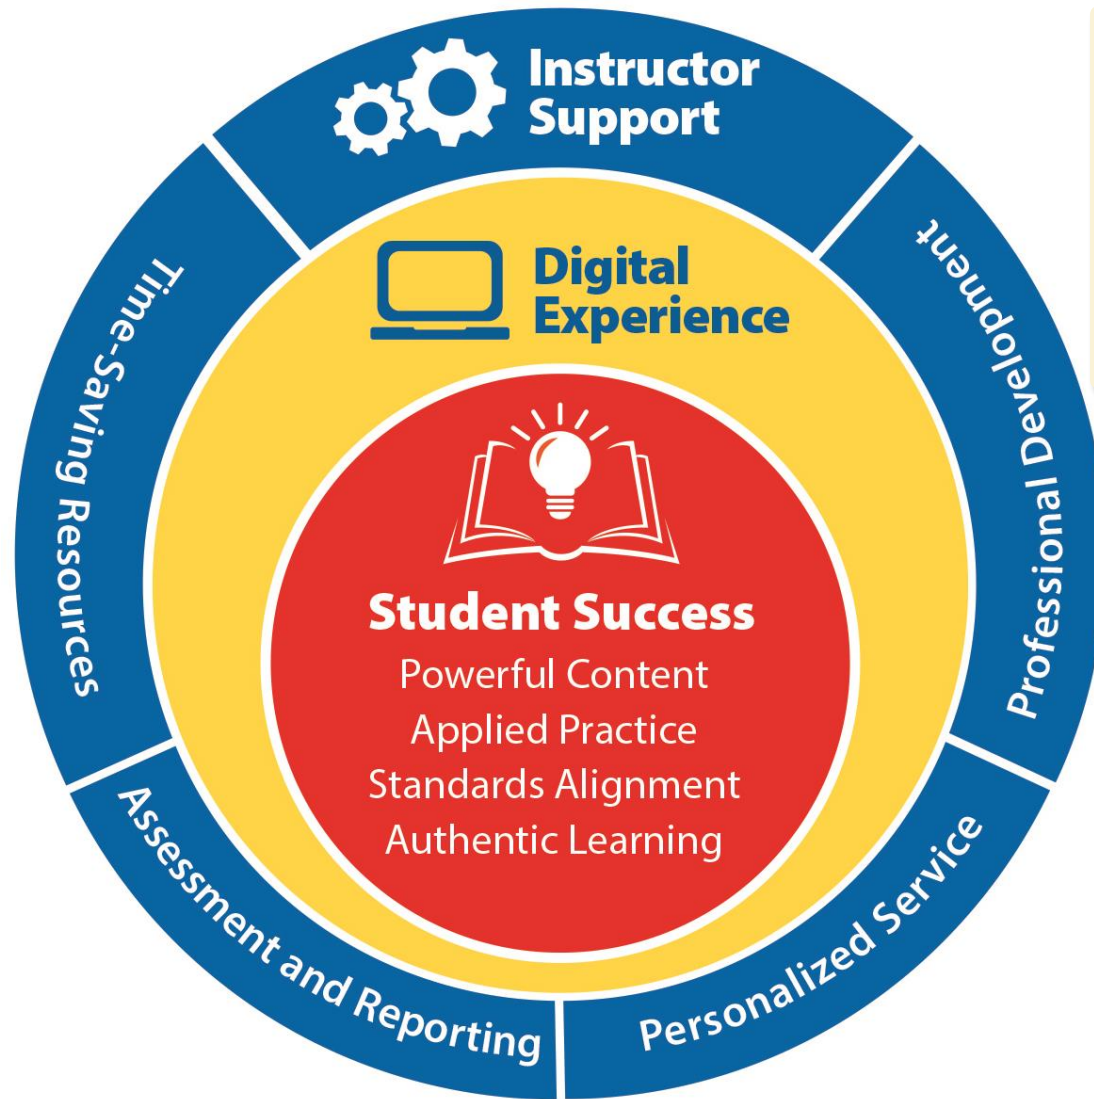 Instructor
Support
Digital
Experience
Student Success
Powerful Content
Applied Practice
Standards Alignment
Authentic Learning
Time-Saving Resources
Professional Development
Assessment and Reporting
Personalized Service